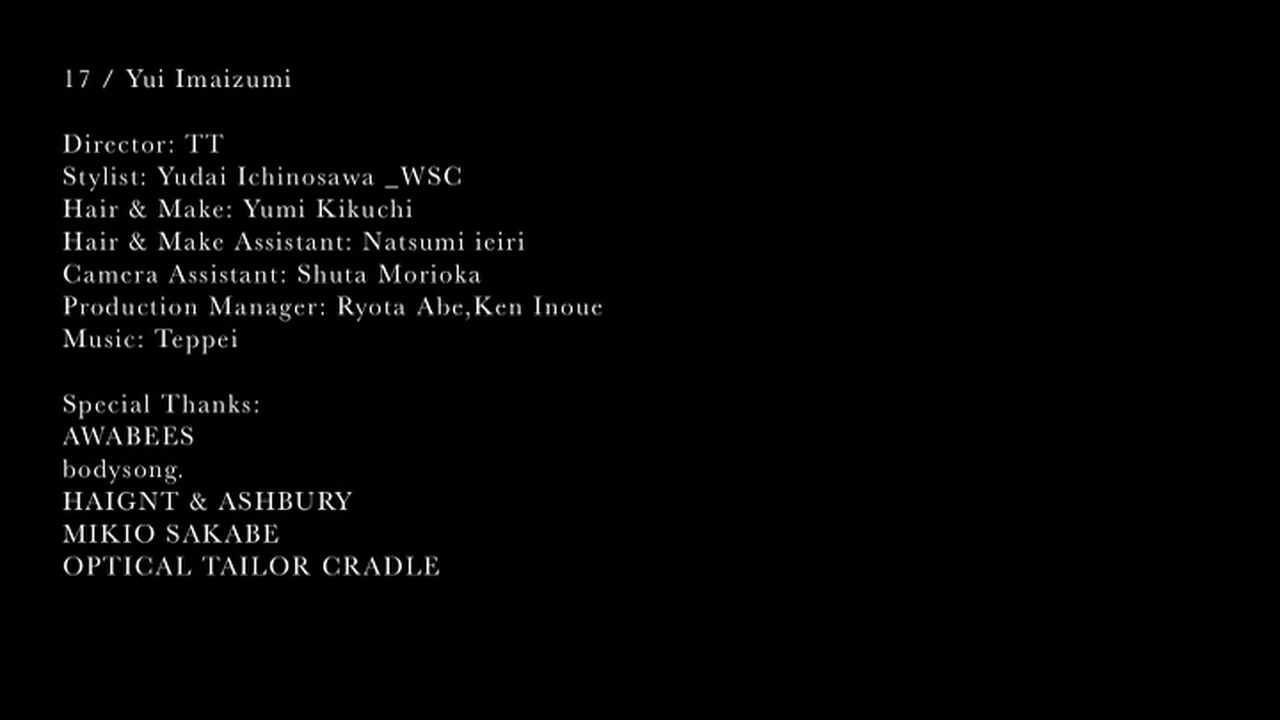 17 / Yui Imaizumi
Director: TT
Stylist: Yudai Ichinosawa _WSC
Hair & Make: Yumi Kikuchi
Hair & Make Assistant: Natsumi ieiri
Camera Assistant: Shuta Morioka
Production Manager: Ryota Abe,Ken Inoue
Music: Teppei
Special Thanks:
AWABEES
bodysong.
HAIGNT & ASHBURY
MIKIO SAKABE
OPTICAL TAILOR CRADLE